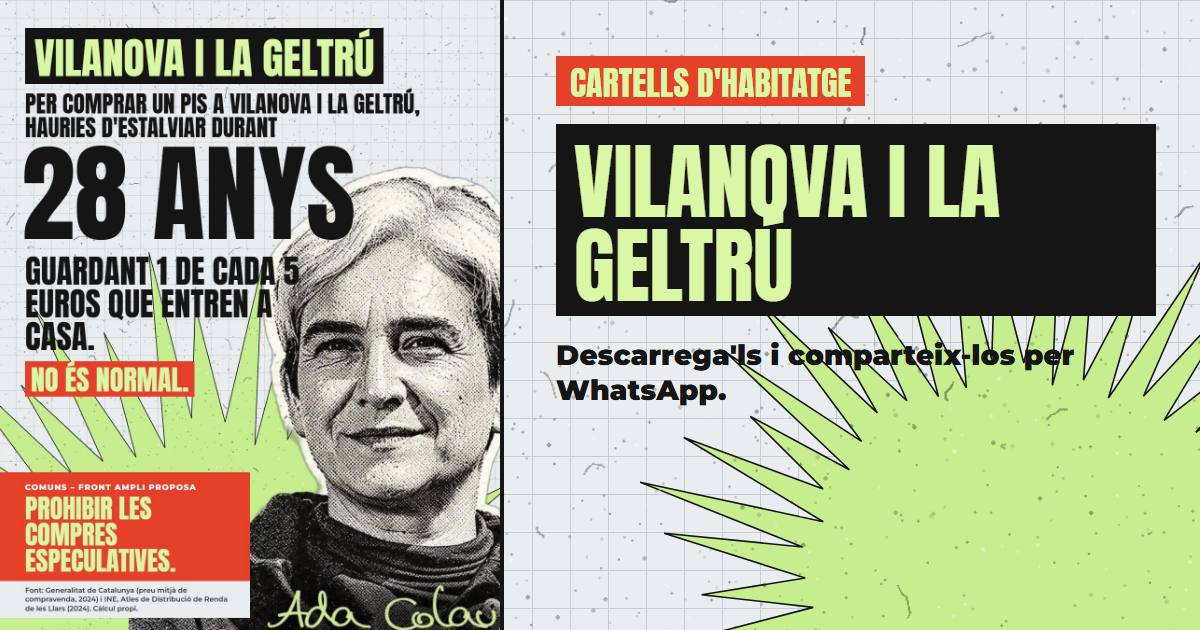 VILANOVA I LA GELTRÚ
PER COMPRAR UN PIS A VILANOVA I LA GELTRÚ,
HAURIES D'ESTALVIAR DURANT
28 ANYS
GUARDANT 1 DE CADA 5
EUROS QUE ENTREN A
CASA.
NO ÉS NORMAL.
COMUNS – FRONT AMPLI PROPOSA
PROHIBIR LES
COMPRES
ESPECULATIVES.
Font: Generalitat de Catalunya (preu mitjà de
compravenda, 2024) i INE, Atles de Distribució de Renda
de les Llars (2024). Càlcul propi.
Ada Colau
CARTELLS D'HABITATGE
VILANOVA I LA
GELTRÚ
Descarrega'ls i comparteix-los per
WhatsApp.